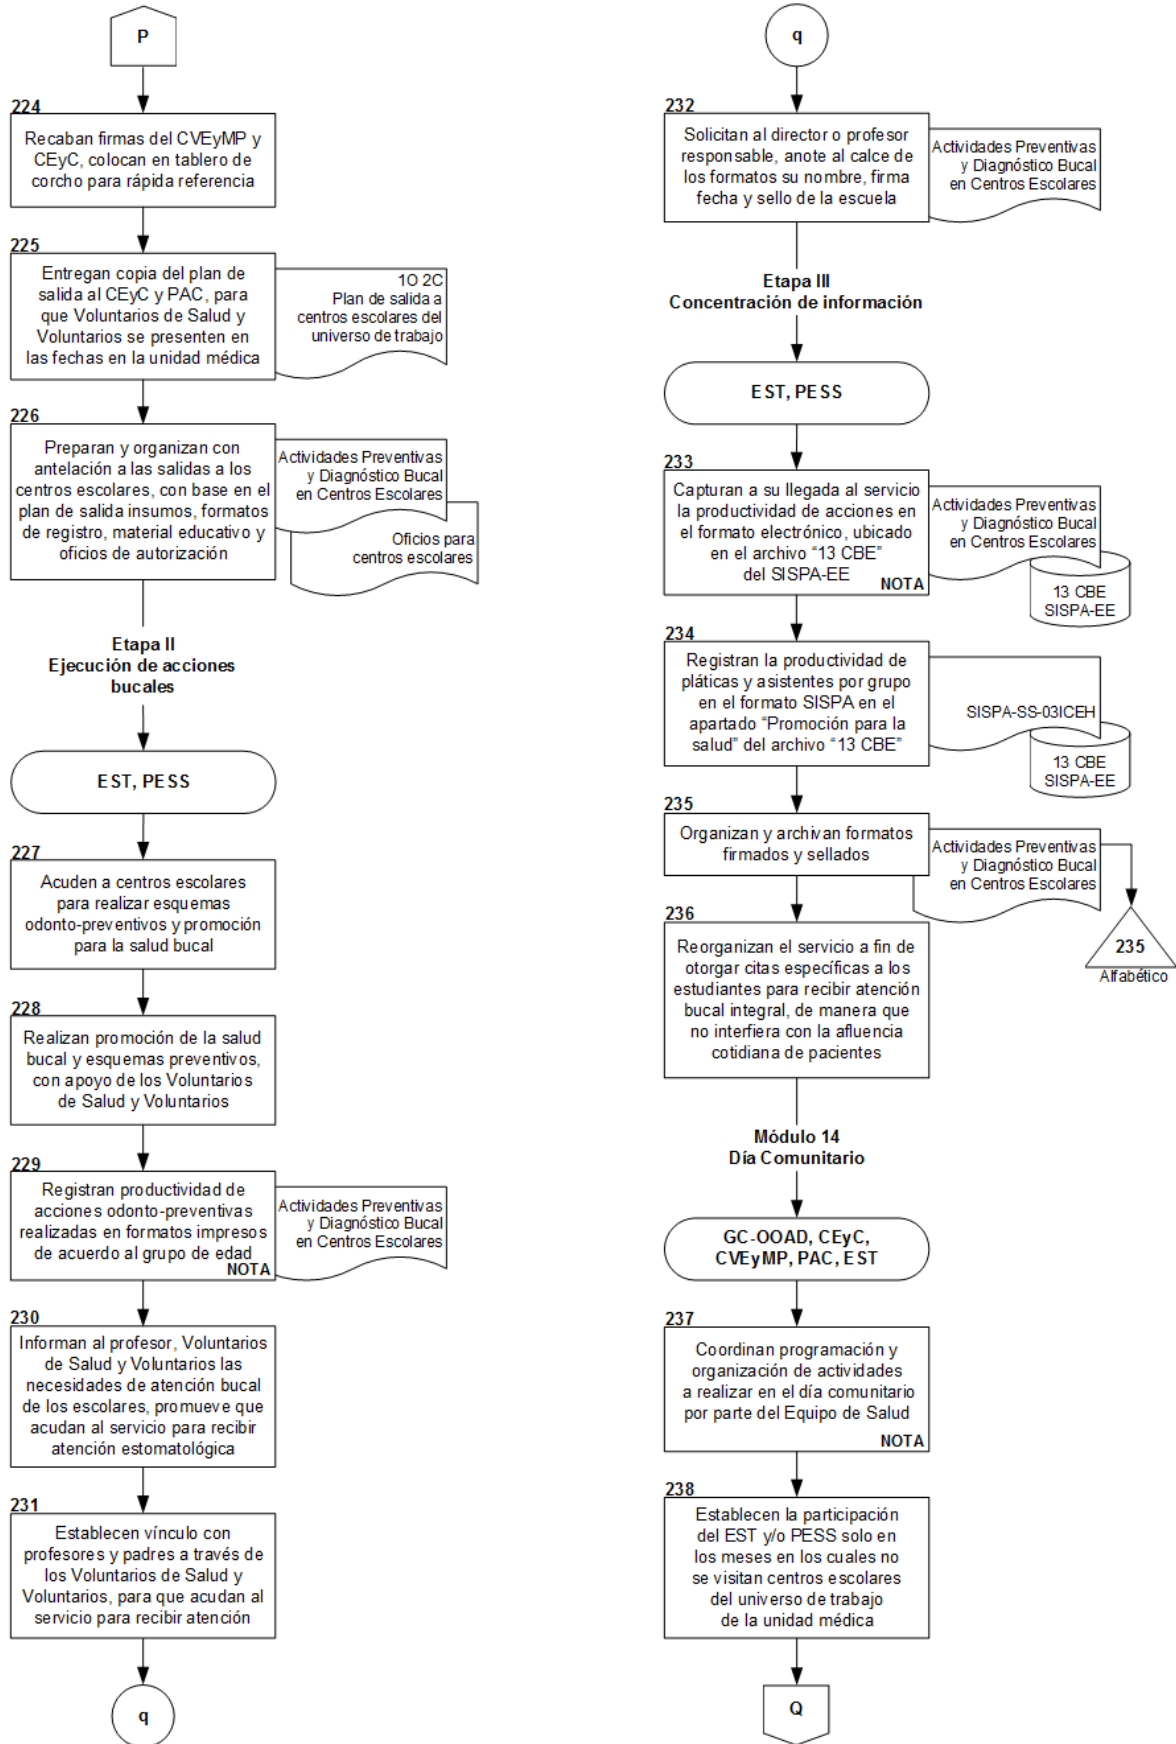 P
224
Recaban firmas del CVEyMP y
CEyC, colocan en tablero de
corcho para rápida referencia
225
Entregan copia del plan de
salida al CEyC y PAC, para
que Voluntarios de Salud y
Voluntarios se presenten en
las fechas en la unidad médica
1O 2C
Plan de salida a
centros escolares del
universo de trabajo
226
Preparan y organizan con
antelación a las salidas a los
centros escolares, con base en el
plan de salida insumos, formatos
de registro, material educativo y
oficios de autorización
Actividades Preventivas
y Diagnóstico Bucal
en Centros Escolares
Oficios para
centros escolares
Etapa II
Ejecución de acciones
bucales
EST, PESS
227
Acuden a centros escolares
para realizar esquemas
odonto-preventivos y promoción
para la salud bucal
228
Realizan promoción de la salud
bucal y esquemas preventivos,
con apoyo de los Voluntarios
de Salud y Voluntarios
229
Registran productividad de
acciones odonto-preventivas
realizadas en formatos impresos
de acuerdo al grupo de edad
NOTA
Actividades Preventivas
y Diagnóstico Bucal
en Centros Escolares
230
Informan al profesor, Voluntarios
de Salud y Voluntarios las
necesidades de atención bucal
de los escolares, promueve que
acudan al servicio para recibir
atención estomatológica
231
Establecen vínculo con
profesores y padres a través de
los Voluntarios de Salud y
Voluntarios, para que acudan al
servicio para recibir atención
q
q
232
Solicitan al director o profesor
responsable, anote al calce de
los formatos su nombre, firma
fecha y sello de la escuela
Actividades Preventivas
y Diagnóstico Bucal
en Centros Escolares
Etapa III
Concentración de información
EST, PESS
233
Capturan a su llegada al servicio
la productividad de acciones en
el formato electrónico, ubicado
en el archivo “13 CBE”
del SISPA-EE
NOTA
Actividades Preventivas
y Diagnóstico Bucal
en Centros Escolares
13 CBE
SISPA-EE
234
Registran la productividad de
pláticas y asistentes por grupo
en el formato SISPA en el
apartado “Promoción para la
salud” del archivo “13 CBE”
SISPA-SS-03ICEH
13 CBE
SISPA-EE
235
Organizan y archivan formatos
firmados y sellados
Actividades Preventivas
y Diagnóstico Bucal
en Centros Escolares
235
Alfabético
236
Reorganizan el servicio a fin de
otorgar citas específicas a los
estudiantes para recibir atención
bucal integral, de manera que
no interfiera con la afluencia
cotidiana de pacientes
Módulo 14
Día Comunitario
GC-OOAD, CEyC,
CVEyMP, PAC, EST
237
Coordinan programación y
organización de actividades
a realizar en el día comunitario
por parte del Equipo de Salud
NOTA
238
Establecen la participación
del EST y/o PESS solo en
los meses en los cuales no
se visitan centros escolares
del universo de trabajo
de la unidad médica
Q